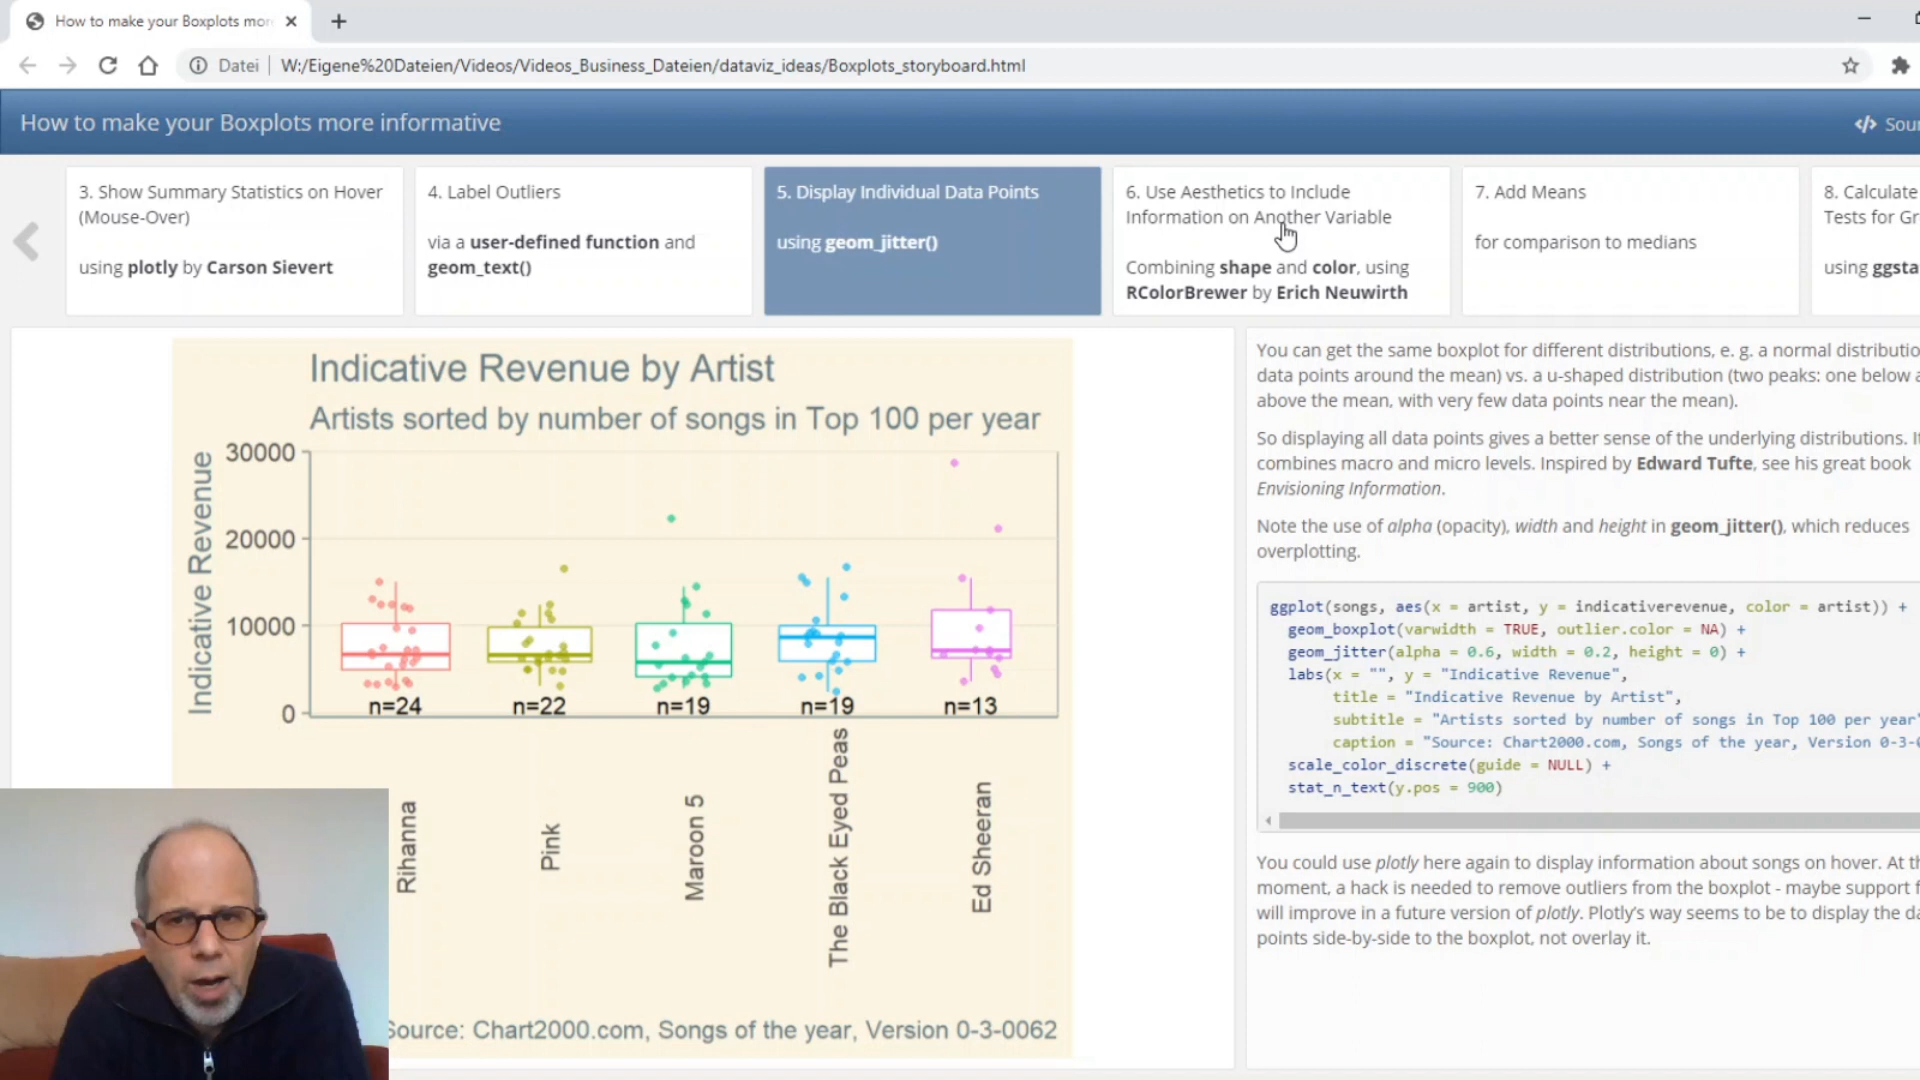 How to make your Boxplots mor
Datei
W:/Eigene%20Dateien/Videos/Videos_Business_Dateien/dataviz_ideas/Boxplots_storyboard.html
How to make your Boxplots more informative
</> Sour
3. Show Summary Statistics on Hover
(Mouse-Over)
using plotly by Carson Sievert
4. Label Outliers
via a user-defined function and
geom_text()
5. Display Individual Data Points
using geom_jitter()
6. Use Aesthetics to Include
Information on Another Variable
Combining shape and color, using
RColorBrewer by Erich Neuwirth
7. Add Means
for comparison to medians
8. Calculate
Tests for Gr
using ggsta
Indicative Revenue by Artist
Artists sorted by number of songs in Top 100 per year
Indicative Revenue
30000
20000
10000
0
n=24
n=22
n=19
n=19
n=13
Rihanna
Pink
Maroon 5
The Black Eyed Peas
Ed Sheeran
Source: Chart2000.com, Songs of the year, Version 0-3-0062
You can get the same boxplot for different distributions, e. g. a normal distributio
data points around the mean) vs. a u-shaped distribution (two peaks: one below a
above the mean, with very few data points near the mean).
So displaying all data points gives a better sense of the underlying distributions. It
combines macro and micro levels. Inspired by Edward Tufte, see his great book
Envisioning Information.
Note the use of alpha (opacity), width and height in geom_jitter(), which reduces
overplotting.
ggplot(songs, aes(x = artist, y = indicativerevenue, color = artist)) +
geom_boxplot(varwidth = TRUE, outlier.color = NA) +
geom_jitter(alpha = 0.6, width = 0.2, height = 0) +
labs(x = "", y = "Indicative Revenue",
title = "Indicative Revenue by Artist",
subtitle = "Artists sorted by number of songs in Top 100 per year"
caption = "Source: Chart2000.com, Songs of the year, Version 0-3-0
scale_color_discrete(guide = NULL) +
stat_n_text(y.pos = 900)
You could use plotly here again to display information about songs on hover. At th
moment, a hack is needed to remove outliers from the boxplot - maybe support f
will improve in a future version of plotly. Plotly's way seems to be to display the da
points side-by-side to the boxplot, not overlay it.